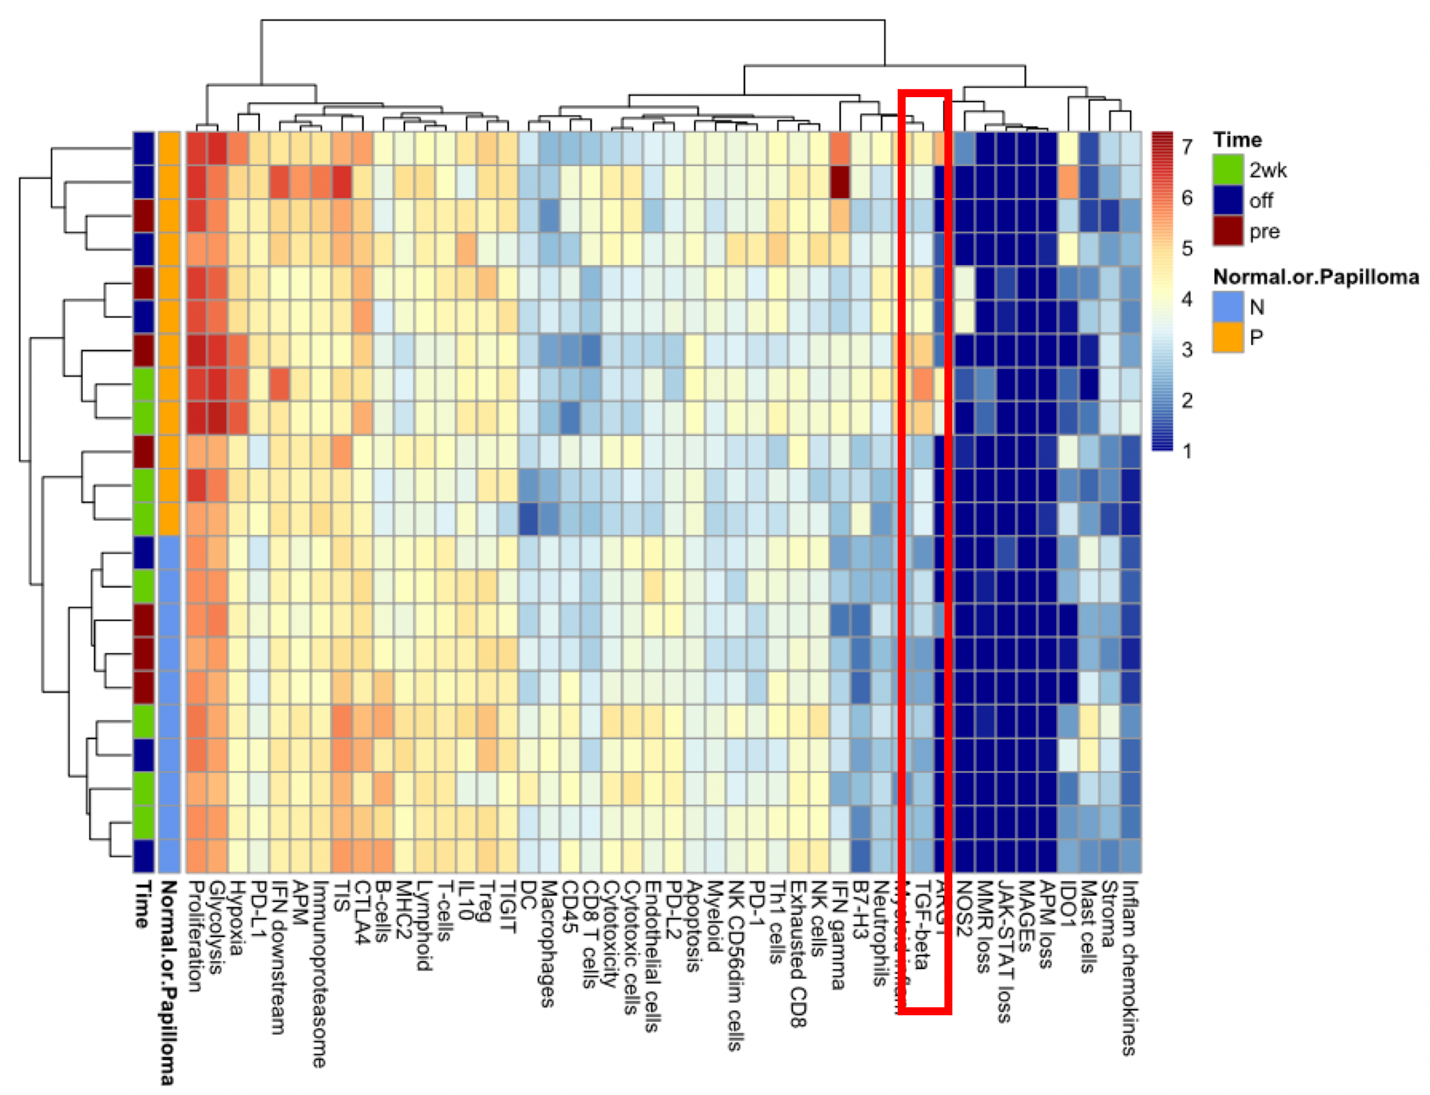 Time
2wk
off
pre
Normal.or.Papilloma
N
P
7
6
5
4
3
2
1
Time
Normal.or.Papilloma
Proliferation
Glycolysis
Hypoxia
PD-L1
IFN downstream
APM
Immunoproteasome
TIS
CTLA4
B-cells
MHC2
Lymphoid
T-cells
IL10
Treg
TIGIT
DC
Macrophages
CD45
CD8 T cells
Cytotoxicity
Cytotoxic cells
Endothelial cells
PD-L2
Apoptosis
Myeloid
NK CD56dim cells
PD-1
Th1 cells
Exhausted CD8
NK cells
IFN gamma
B7-H3
Neutrophils
Myeloid inflam
TGF-beta
ARG1
NOS2
MMR loss
JAK-STAT loss
MAGEs
APM loss
IDO1
Mast cells
Stroma
Inflam chemokines